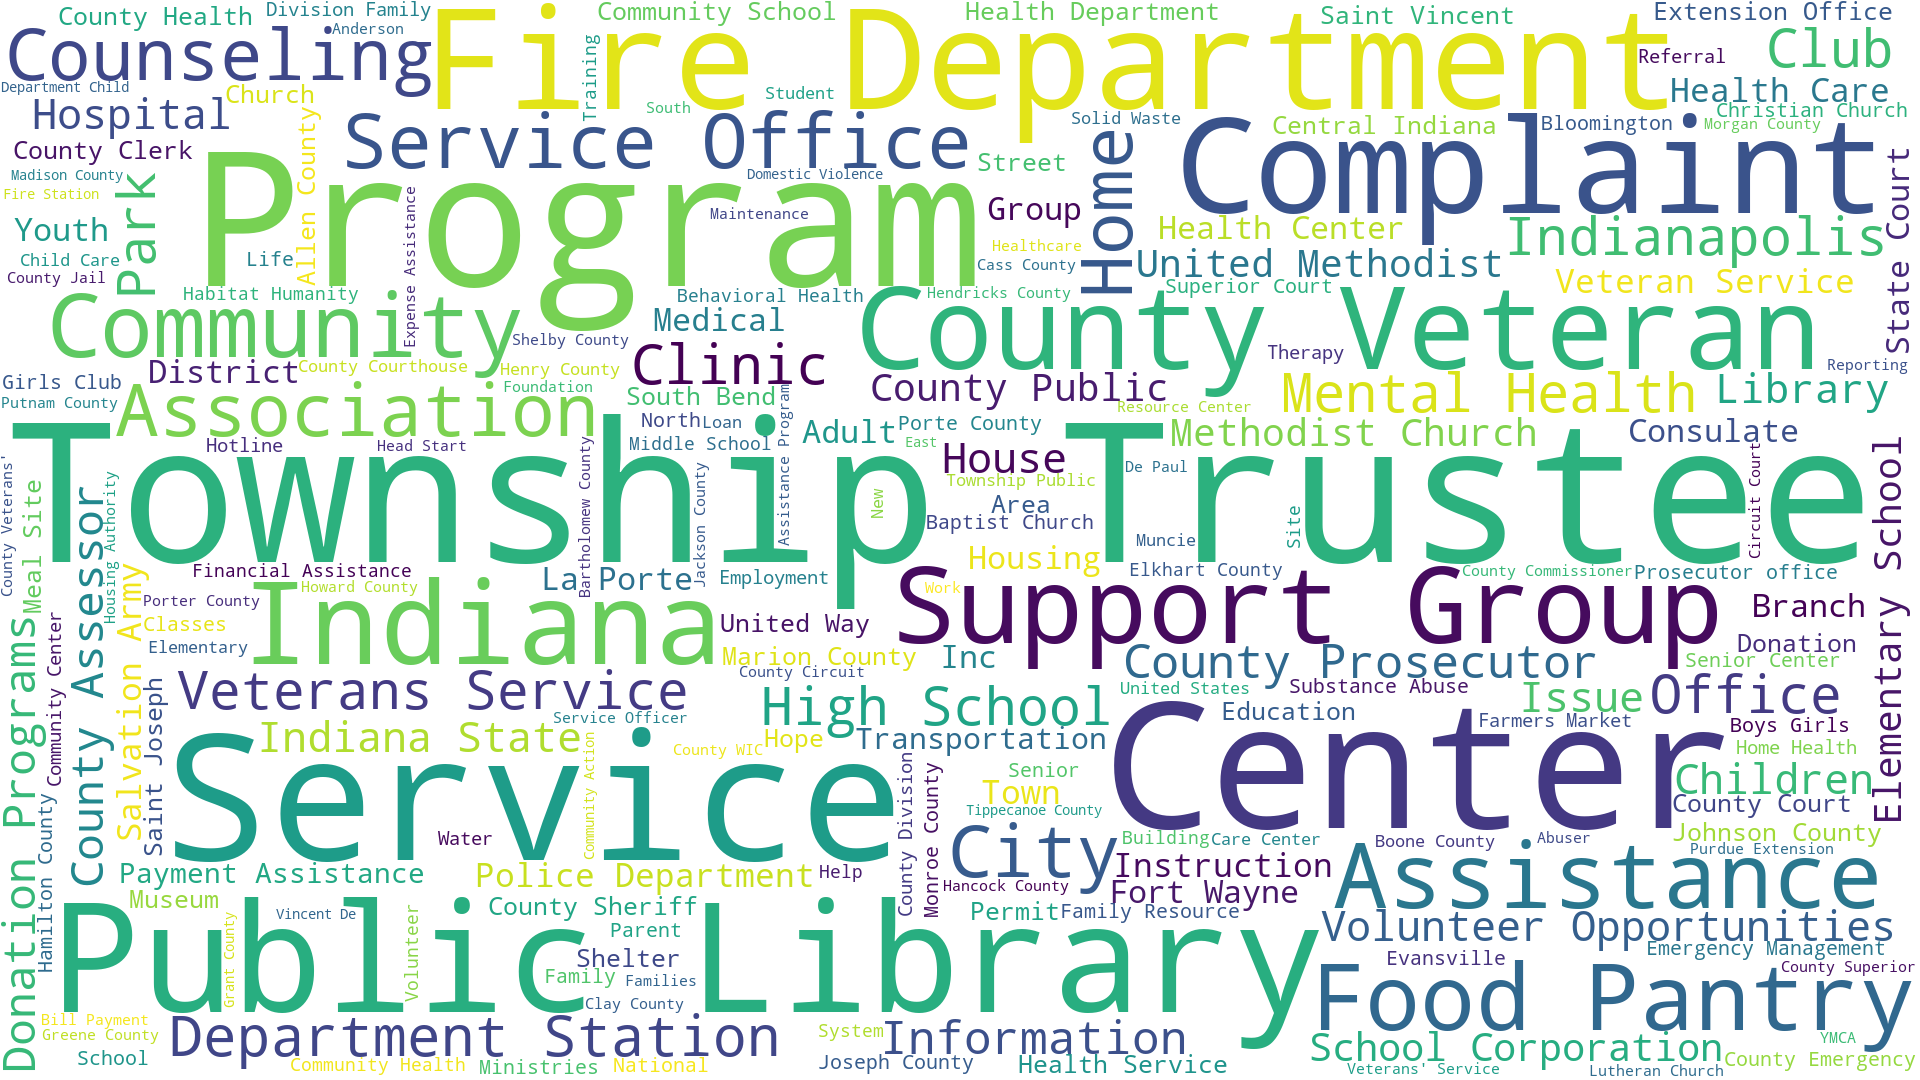 County Health
Division Family
Anderson
Counseling
Department Child
Fire Department
Community School
Health Department
Saint Vincent
Extension Office
Referral
Club
Health Care
Christian Church
Morgan County
Hospital
Church
Training
South
Student
Solid Waste
Central Indiana
Bloomington
County Clerk
Madison County
Fire Station
Park
Allen County
Service Office
Domestic Violence
Street
Home
Complaint
State Court
Youth
Child Care
County Jail
Life
Program
Expense Assistance
Maintenance
Group
Healthcare
Cass County
Health Center
United Methodist
Indianapolis
Veteran Service
Superior Court
Habitat Humanity
Behavioral Health
Hendricks County
Community
Medical
Shelby County
County Veteran
Therapy
Reporting
District
County Courthouse
Henry County
Foundation
Clinic
Girls Club
Putnam County
Association
South Bend
County Public
Mental Health
Library
Resource Center
North
Loan
Middle School
Assistance Program
Adult
Porte County
East
Methodist Church
Consulate
Hotline
Head Start
Township Trustee
House
De Paul
Township Public
Area
Baptist Church
New
Site
Muncie
Circuit Court
Elementary School
County Veterans'
Meal Site
County Assessor
Housing Authority
Bartholomew County
Jackson County
Housing
Elkhart County
County Commissioner
Prosecutor office
Financial Assistance
Howard County
La Porte
Employment
Work
Porter County
Classes
Elementary
Salvation Army
Indiana
Support Group
Branch
United Way
Donation
Marion County
Inc
County Circuit
County Prosecutor
Senior Center
Community Center
Donation Programs
Saint Joseph
Veterans Service
Service Officer
High School
United States
Substance Abuse
Issue
Office
Education
Farmers Market
Boys Girls
Indiana State
County WIC
Hope
Transportation
Home Health
Community Action
Senior
Town
Tippecanoe County
Center
Children
County Court
Hamilton County
Service
Water
County Division
Monroe County
City
Building
Care Center
Boone County
Abuser
Johnson County
Purdue Extension
Payment Assistance
Police Department
Help
Hancock County
Instruction
Fort Wayne
Assistance
Museum
Grant County
Vincent De
Volunteer
County Sheriff
Parent
Permit
Family Resource
Volunteer Opportunities
Public Library
Shelter
Family
Families
Clay County
Evansville
Emergency Management
County Superior
Food Pantry
Bill Payment
Greene County
School
Department Station
System
Information
School Corporation
YMCA
County Emergency
Community Health
Ministries
National
Joseph County
Health Service
Veterans' Service
Lutheran Church